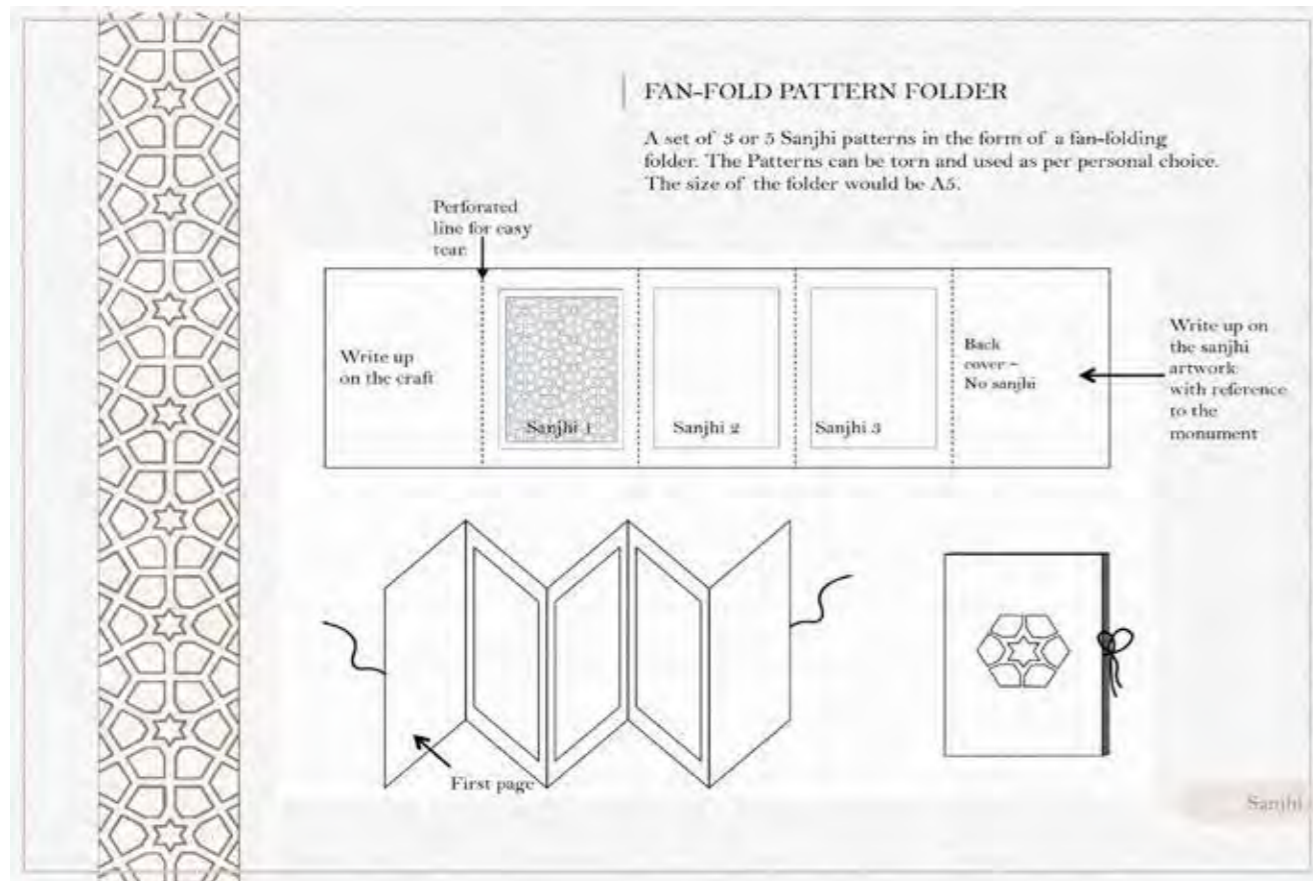 FAN-FOLD PATTERN FOLDER
A set of 3 or 5 Sanjhi patterns in the form of a fan-folding
folder. The Patterns can be torn and used as per personal choice.
The size of the folder would be A5.
Perforated
line for easy
tear.
Write up
on the craft
Sanjhi 1
Sanjhi 2
Sanjhi 3
Back
cover –
No sanjhi
Write up on
the sanjhi
artwork
with reference
to the
monument
First page
Sanjhi